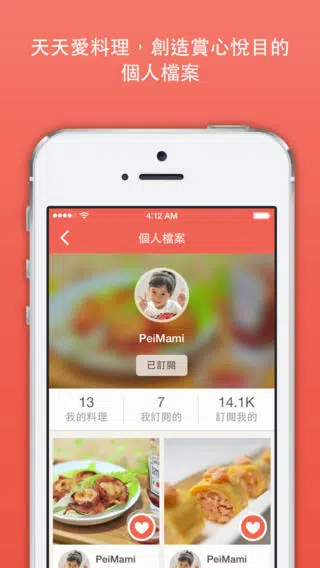 天天愛料理，創造賞心悅目的
個人檔案
4:12 AM
個人檔案
PeiMami
已訂閱
13 7 14.1K
我的料理 我訂閱的 訂閱我的
PeiMami PeiMami